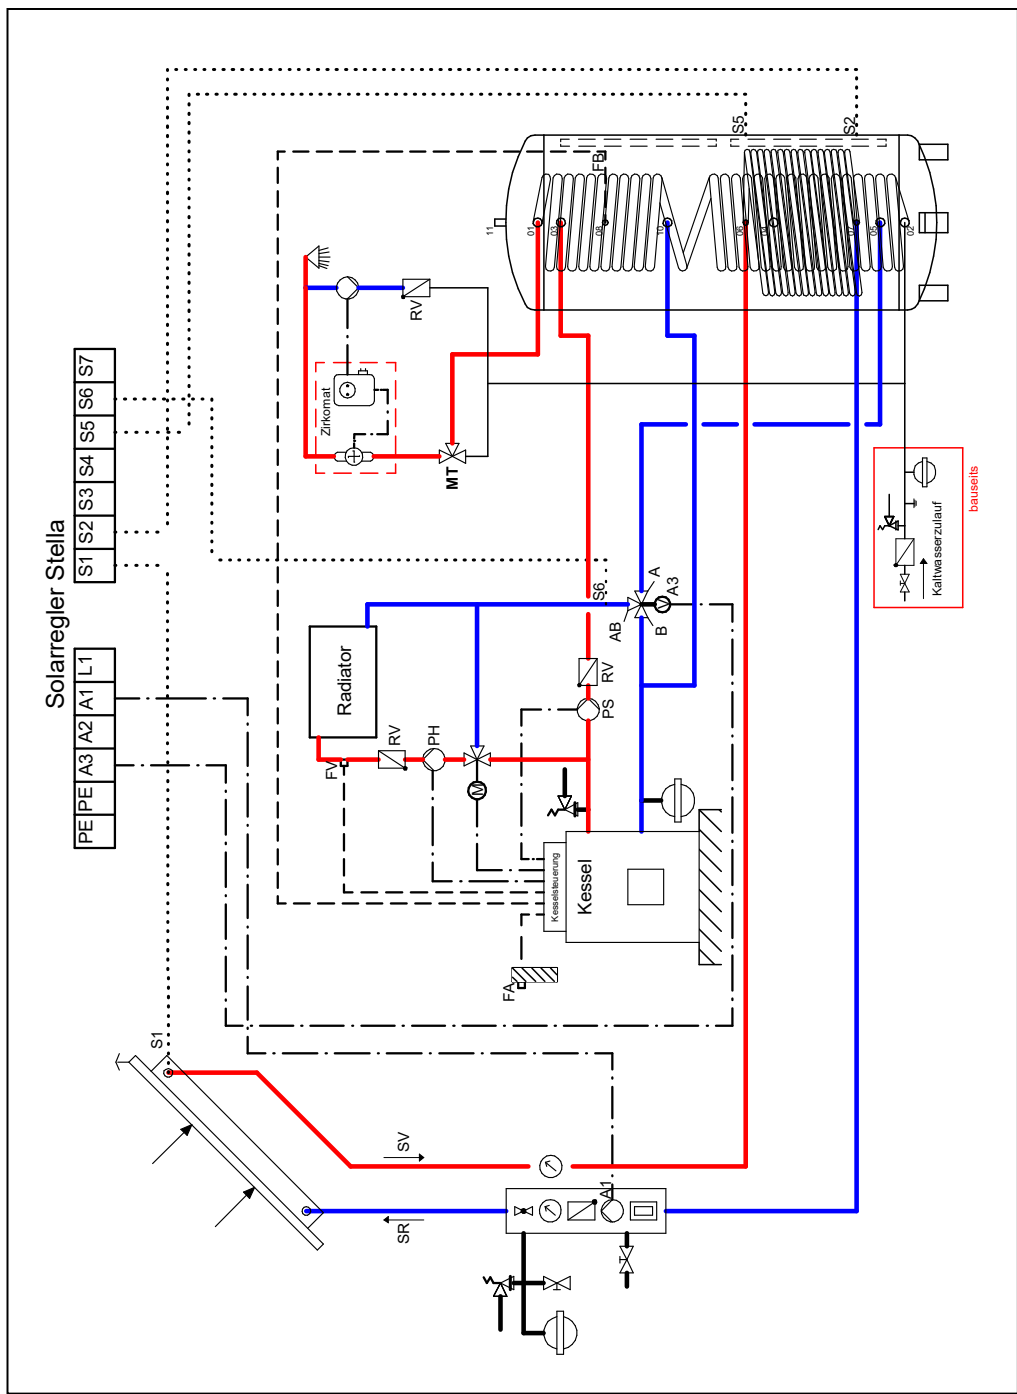 Solarregler Stella
PE PE A3 A2 A1 L1
S1 S2 S3 S4 S5 S6 S7
S1
SV
SR
A1
FA
Kesselsteuerung
Kessel
M
FV
RV
PH
Radiator
PS
RV
AB
B
A
A3
S6
MT
Zirkomat
RV
Kaltwasserzulauf
bauseits
FB
S5
S2
11
01
03
08
10
06
04
07
05
02